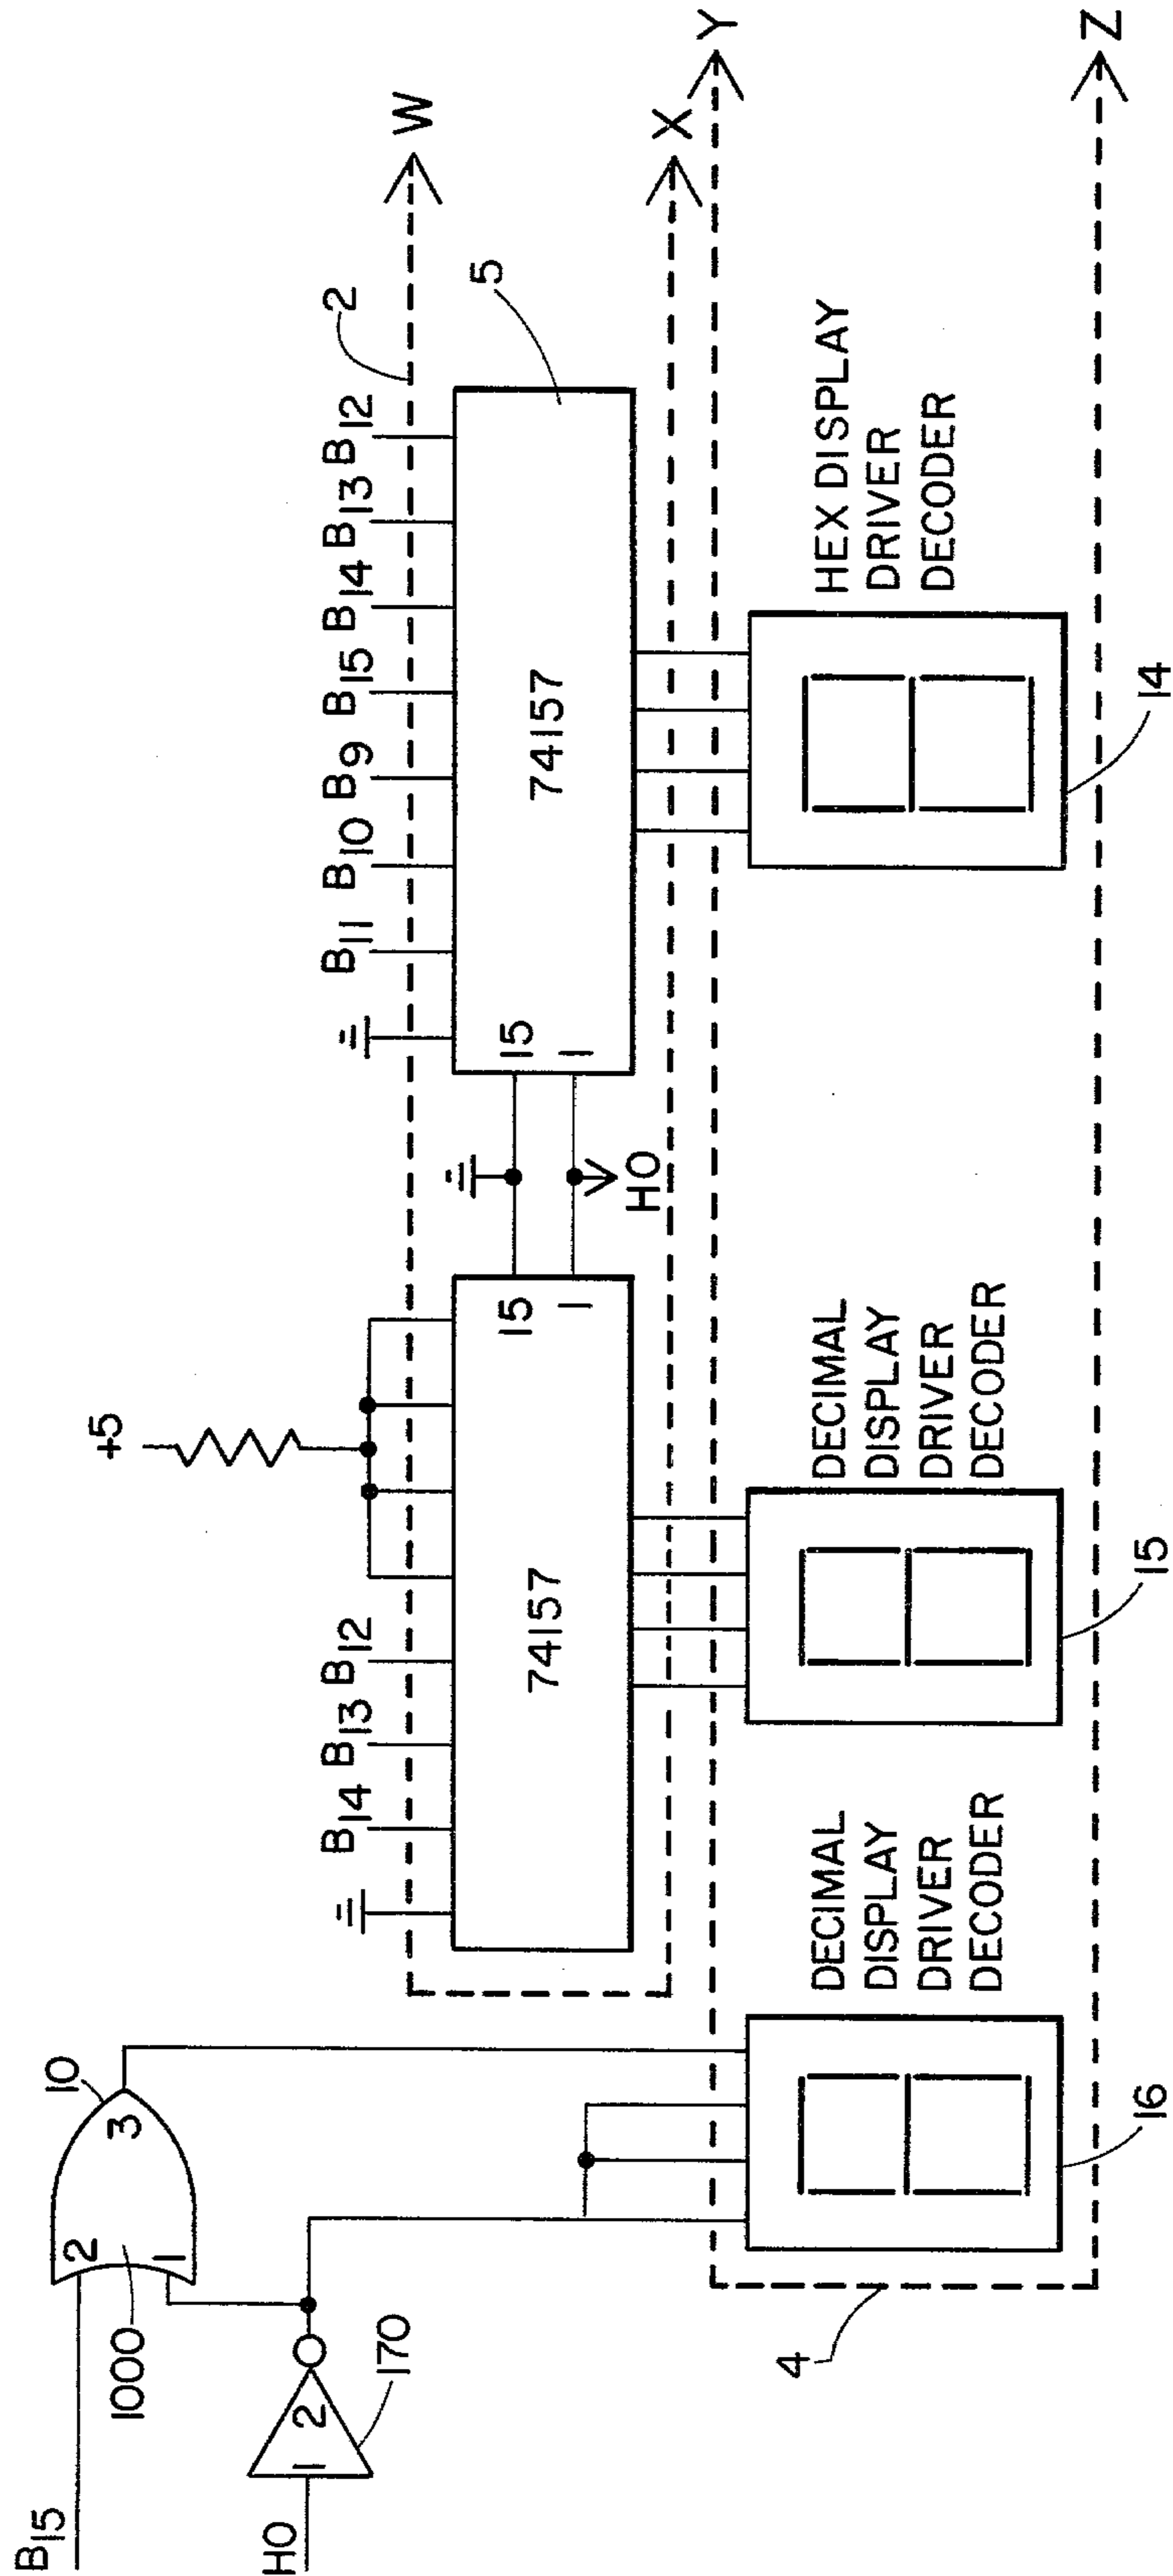 B15
2
1
1000
3
10
HO
1
2
170
+5
B14
B13
B12
B11
B10
B9
B15
B14
B13
B12
2
W
74157
15
1
15
1
74157
5
HO
X
Y
DECIMAL
DISPLAY
DRIVER
DECODER
DECIMAL
DISPLAY
DRIVER
DECODER
HEX DISPLAY
DRIVER
DECODER
4
16
15
14
Z